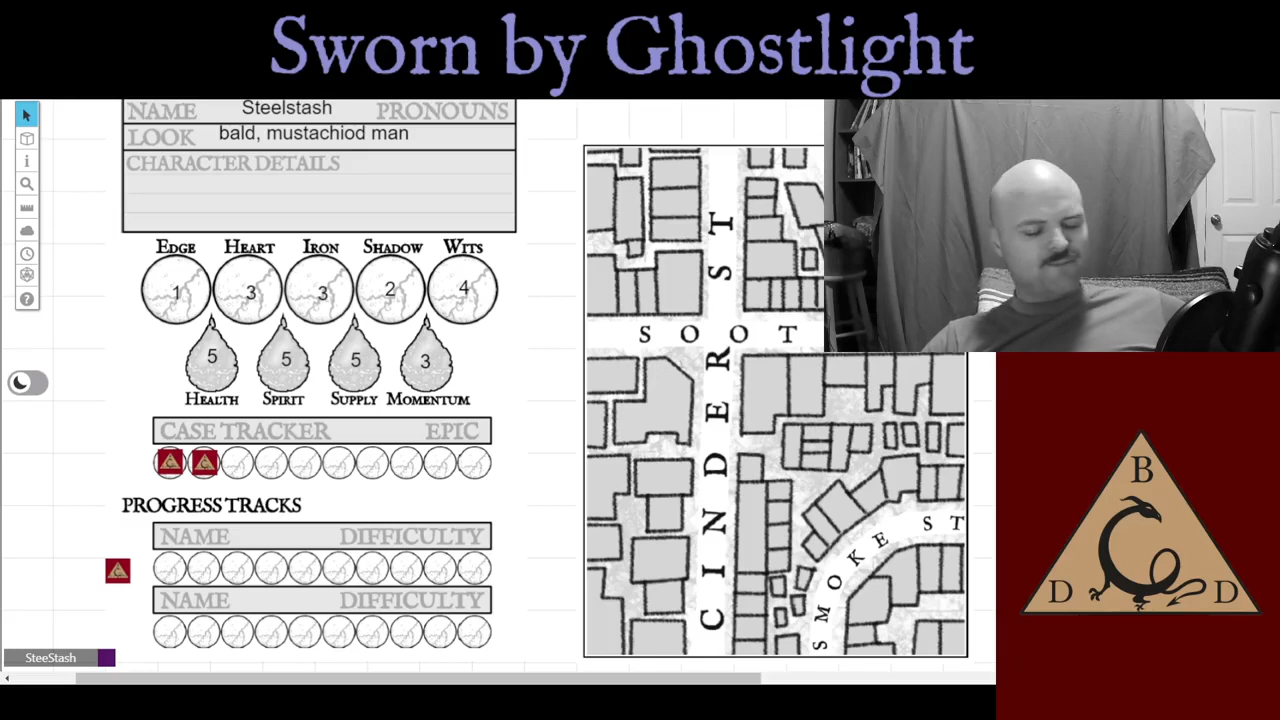 Sworn by Ghostlight
NAME Steelstash PRONOUNS
LOOK bald, mustachiod man
CHARACTER DETAILS
EDGE HEART IRON SHADOW WITS
1 3 3 2 4
5 5 5 3
HEALTH SPIRIT SUPPLY MOMENTUM
CASE TRACKER EPIC
PROGRESS TRACKS
NAME DIFFICULTY
NAME DIFFICULTY
SteeStash
SOOT
CINDER ST
SMOKE ST
B
D D